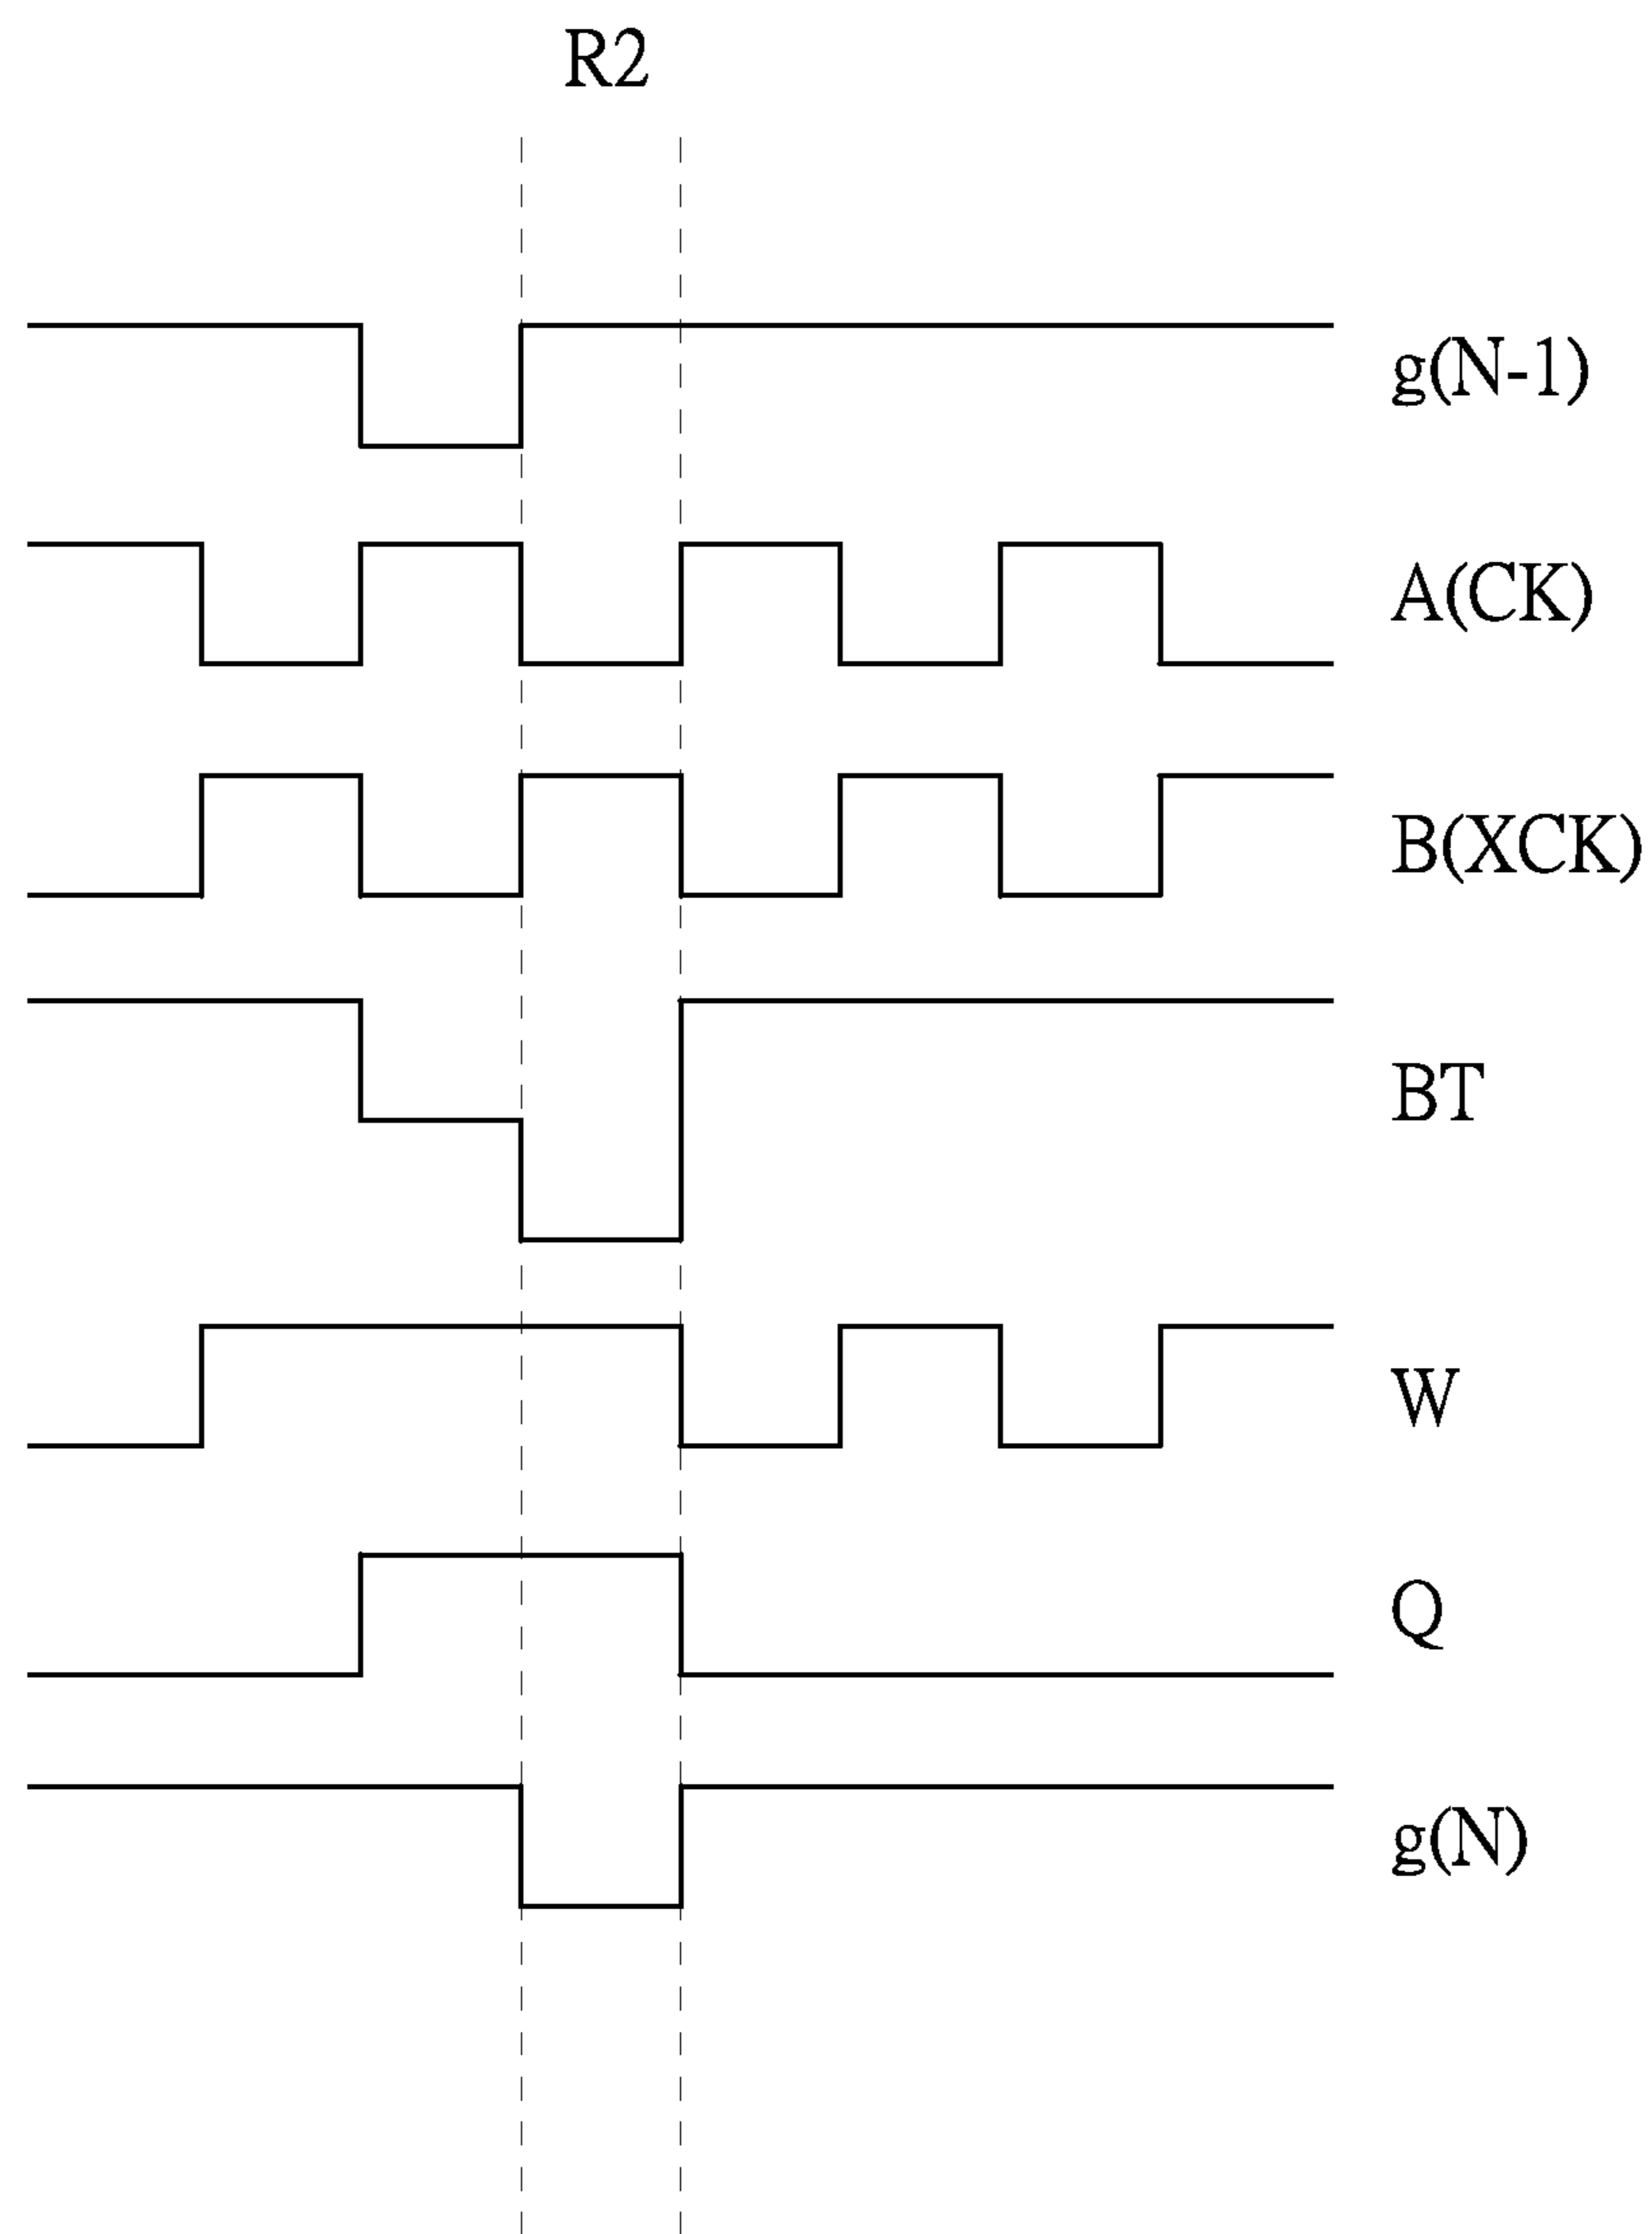 R2
g(N-1)
A(CK)
B(XCK)
BT
W
Q
g(N)